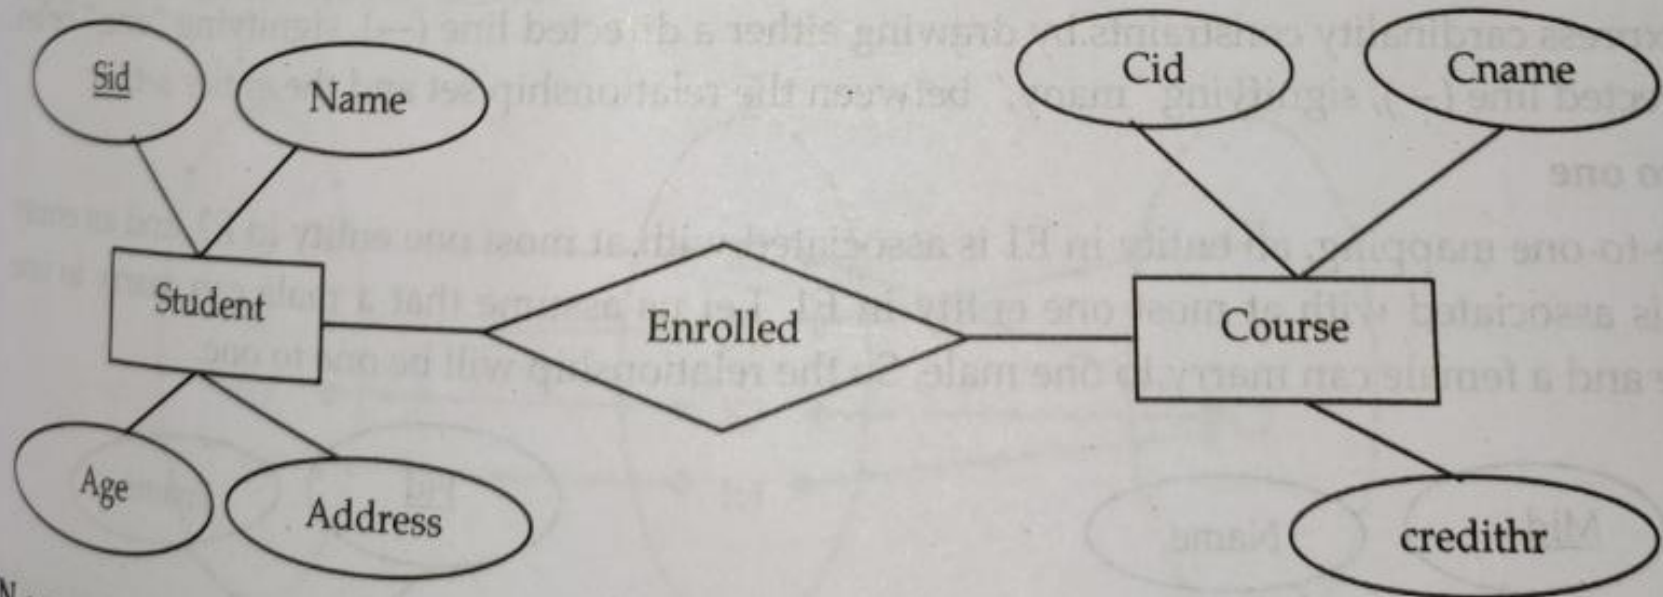 Sid
Name
Cid
Cname
Student
Enrolled
Course
Age
Address
credithr